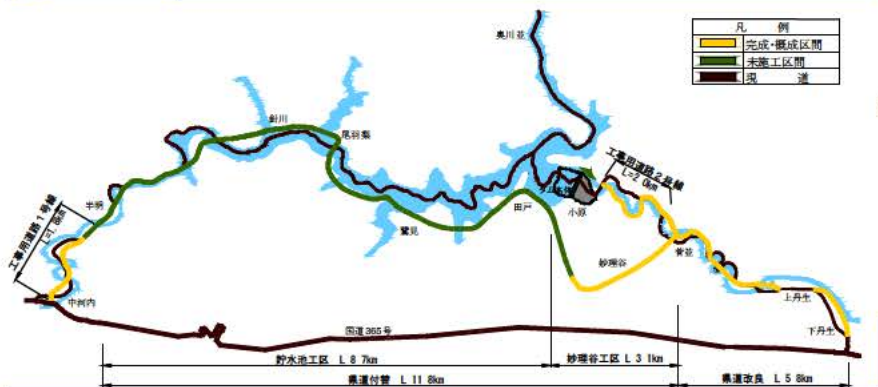 凡 例
完成・概成区間
未施工区間
現 道
奥川並
針川
尾羽梨
半明
工事用道路1号線
L=1.8km
中河内
鷲見
田戸
小原
工事用道路2号線
L=2.0km
妙理谷
菅並
上丹生
下丹生
国道365号
貯水池工区 L 8 7km
妙理谷工区 L 3 1km
県道付替 L 11 8km
県道改良 L 5 8km